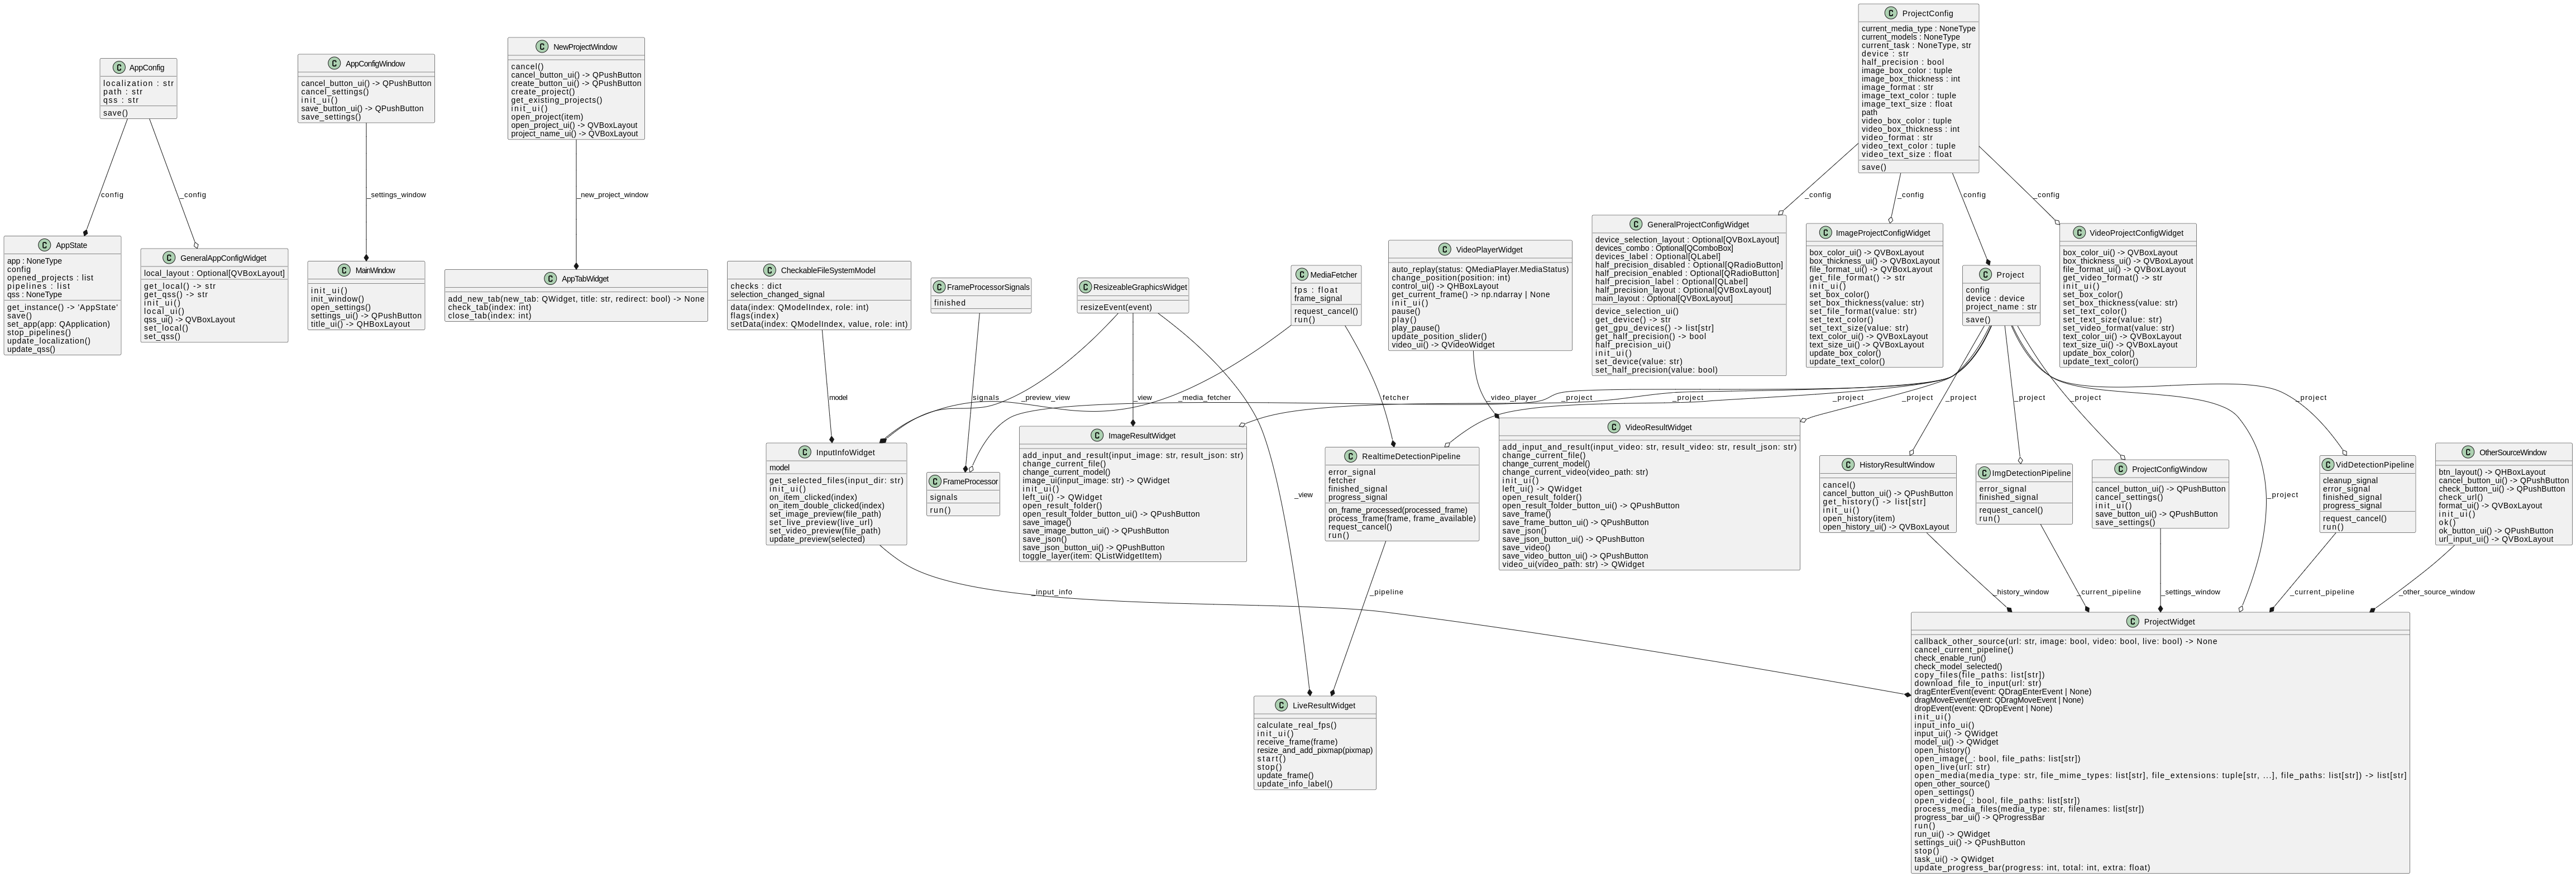 C AppConfig
localization : str
path : str
qss : str
save()
C AppConfigWindow
cancel_button_ui() -> QPushButton
cancel_settings()
init_ui()
save_button_ui() -> QPushButton
save_settings()
C NewProjectWindow
cancel()
cancel_button_ui() -> QPushButton
create_button_ui() -> QPushButton
create_project()
get_existing_projects()
init_ui()
open_project(item)
open_project_ui() -> QVBoxLayout
project_name_ui() -> QVBoxLayout
C ProjectConfig
current_media_type : NoneType
current_models : NoneType
current_task : NoneType, str
device : str
half_precision : bool
image_box_color : tuple
image_box_thickness : int
image_format : str
image_text_color : tuple
image_text_size : float
path
video_box_color : tuple
video_box_thickness : int
video_format : str
video_text_color : tuple
video_text_size : float
save()
config
_config
_settings_window
_new_project_window
_config
_config
config
_config
C AppState
app : NoneType
config
opened_projects : list
pipelines : list
qss : NoneType
get_instance() -> 'AppState'
save()
set_app(app: QApplication)
stop_pipelines()
update_localization()
update_qss()
C GeneralAppConfigWidget
local_layout : Optional[QVBoxLayout]
get_local() -> str
get_qss() -> str
init_ui()
local_ui()
qss_ui() -> QVBoxLayout
set_local()
set_qss()
C MainWindow
init_ui()
init_window()
open_settings()
settings_ui() -> QPushButton
title_ui() -> QHBoxLayout
C AppTabWidget
add_new_tab(new_tab: QWidget, title: str, redirect: bool) -> None
check_tab(index: int)
close_tab(index: int)
C CheckableFileSystemModel
checks : dict
selection_changed_signal
data(index: QModelIndex, role: int)
flags(index)
setData(index: QModelIndex, value, role: int)
C FrameProcessorSignals
finished
C ResizeableGraphicsWidget
resizeEvent(event)
C MediaFetcher
fps : float
frame_signal
request_cancel()
run()
C VideoPlayerWidget
auto_replay(status: QMediaPlayer.MediaStatus)
change_position(position: int)
control_ui() -> QHBoxLayout
get_current_frame() -> np.ndarray | None
init_ui()
pause()
play()
play_pause()
update_position_slider()
video_ui() -> QVideoWidget
C GeneralProjectConfigWidget
device_selection_layout : Optional[QVBoxLayout]
devices_combo : Optional[QComboBox]
devices_label : Optional[QLabel]
half_precision_disabled : Optional[QRadioButton]
half_precision_enabled : Optional[QRadioButton]
half_precision_label : Optional[QLabel]
half_precision_layout : Optional[QVBoxLayout]
main_layout : Optional[QVBoxLayout]
device_selection_ui()
get_device() -> str
get_gpu_devices() -> list[str]
get_half_precision() -> bool
half_precision_ui()
init_ui()
set_device(value: str)
set_half_precision(value: bool)
C ImageProjectConfigWidget
box_color_ui() -> QVBoxLayout
box_thickness_ui() -> QVBoxLayout
file_format_ui() -> QVBoxLayout
get_file_format() -> str
init_ui()
set_box_color()
set_box_thickness(value: str)
set_file_format(value: str)
set_text_color()
set_text_size(value: str)
text_color_ui() -> QVBoxLayout
text_size_ui() -> QVBoxLayout
update_box_color()
update_text_color()
C Project
config
device : device
project_name : str
save()
C VideoProjectConfigWidget
box_color_ui() -> QVBoxLayout
box_thickness_ui() -> QVBoxLayout
file_format_ui() -> QVBoxLayout
get_video_format() -> str
init_ui()
set_box_color()
set_box_thickness(value: str)
set_text_color()
set_text_size(value: str)
set_video_format(value: str)
text_color_ui() -> QVBoxLayout
text_size_ui() -> QVBoxLayout
update_box_color()
update_text_color()
model
signals
_preview_view
_view
_media_fetcher
fetcher
_video_player
_project
_project
_project
_project
_project
_project
_project
_project
_view
_project
C InputInfoWidget
model
get_selected_files(input_dir: str)
init_ui()
on_item_clicked(index)
on_item_double_clicked(index)
set_image_preview(file_path)
set_live_preview(live_url)
set_video_preview(file_path)
update_preview(selected)
C FrameProcessor
signals
run()
C ImageResultWidget
add_input_and_result(input_image: str, result_json: str)
change_current_file()
change_current_model()
image_ui(input_image: str) -> QWidget
init_ui()
left_ui() -> QWidget
open_result_folder()
open_result_folder_button_ui() -> QPushButton
save_image()
save_image_button_ui() -> QPushButton
save_json()
save_json_button_ui() -> QPushButton
toggle_layer(item: QListWidgetItem)
C RealtimeDetectionPipeline
error_signal
fetcher
finished_signal
progress_signal
on_frame_processed(processed_frame)
process_frame(frame, frame_available)
request_cancel()
run()
C VideoResultWidget
add_input_and_result(input_video: str, result_video: str, result_json: str)
change_current_file()
change_current_model()
change_current_video(video_path: str)
init_ui()
left_ui() -> QWidget
open_result_folder()
open_result_folder_button_ui() -> QPushButton
save_frame()
save_frame_button_ui() -> QPushButton
save_json()
save_json_button_ui() -> QPushButton
save_video()
save_video_button_ui() -> QPushButton
video_ui(video_path: str) -> QWidget
C HistoryResultWindow
cancel()
cancel_button_ui() -> QPushButton
get_history() -> list[str]
init_ui()
open_history(item)
open_history_ui() -> QVBoxLayout
C ImgDetectionPipeline
error_signal
finished_signal
request_cancel()
run()
C ProjectConfigWindow
cancel_button_ui() -> QPushButton
cancel_settings()
init_ui()
save_button_ui() -> QPushButton
save_settings()
C VidDetectionPipeline
cleanup_signal
error_signal
finished_signal
progress_signal
request_cancel()
run()
C OtherSourceWindow
btn_layout() -> QHBoxLayout
cancel_button_ui() -> QPushButton
check_button_ui() -> QPushButton
check_url()
format_ui() -> QVBoxLayout
init_ui()
ok()
ok_button_ui() -> QPushButton
url_input_ui() -> QVBoxLayout
_input_info
_pipeline
_history_window
_current_pipeline
_settings_window
_current_pipeline
_other_source_window
C LiveResultWidget
calculate_real_fps()
init_ui()
receive_frame(frame)
resize_and_add_pixmap(pixmap)
start()
stop()
update_frame()
update_info_label()
C ProjectWidget
callback_other_source(url: str, image: bool, video: bool, live: bool) -> None
cancel_current_pipeline()
check_enable_run()
check_model_selected()
copy_files(file_paths: list[str])
download_file_to_input(url: str)
dragEnterEvent(event: QDragEnterEvent | None)
dragMoveEvent(event: QDragMoveEvent | None)
dropEvent(event: QDropEvent | None)
init_ui()
input_info_ui()
input_ui() -> QWidget
model_ui() -> QWidget
open_history()
open_image(_: bool, file_paths: list[str])
open_live(url: str)
open_media(media_type: str, file_mime_types: list[str], file_extensions: tuple[str, ...], file_paths: list[str]) -> list[str]
open_other_source()
open_settings()
open_video(_: bool, file_paths: list[str])
process_media_files(media_type: str, filenames: list[str])
progress_bar_ui() -> QProgressBar
run()
run_ui() -> QWidget
settings_ui() -> QPushButton
stop()
task_ui() -> QWidget
update_progress_bar(progress: int, total: int, extra: float)